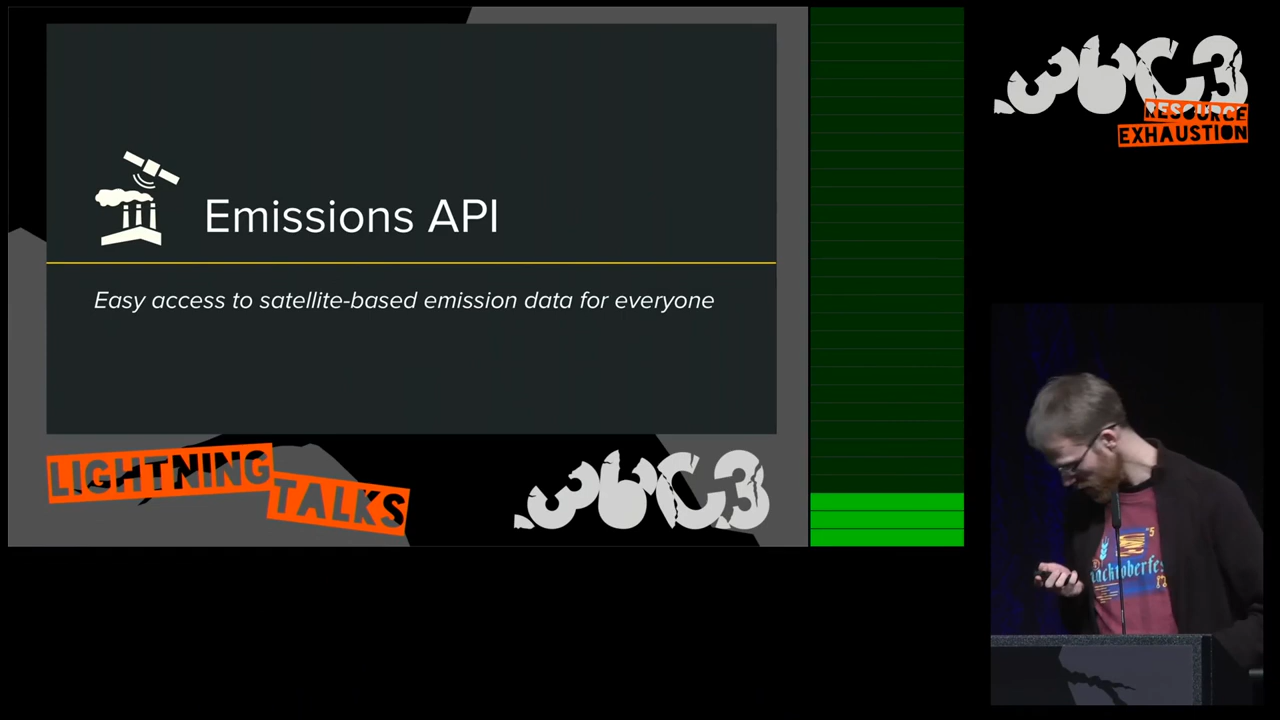 Emissions API
Easy access to satellite-based emission data for everyone
LIGHTNING
TALKS
36C3
36C3
RESOURCE
EXHAUSTION